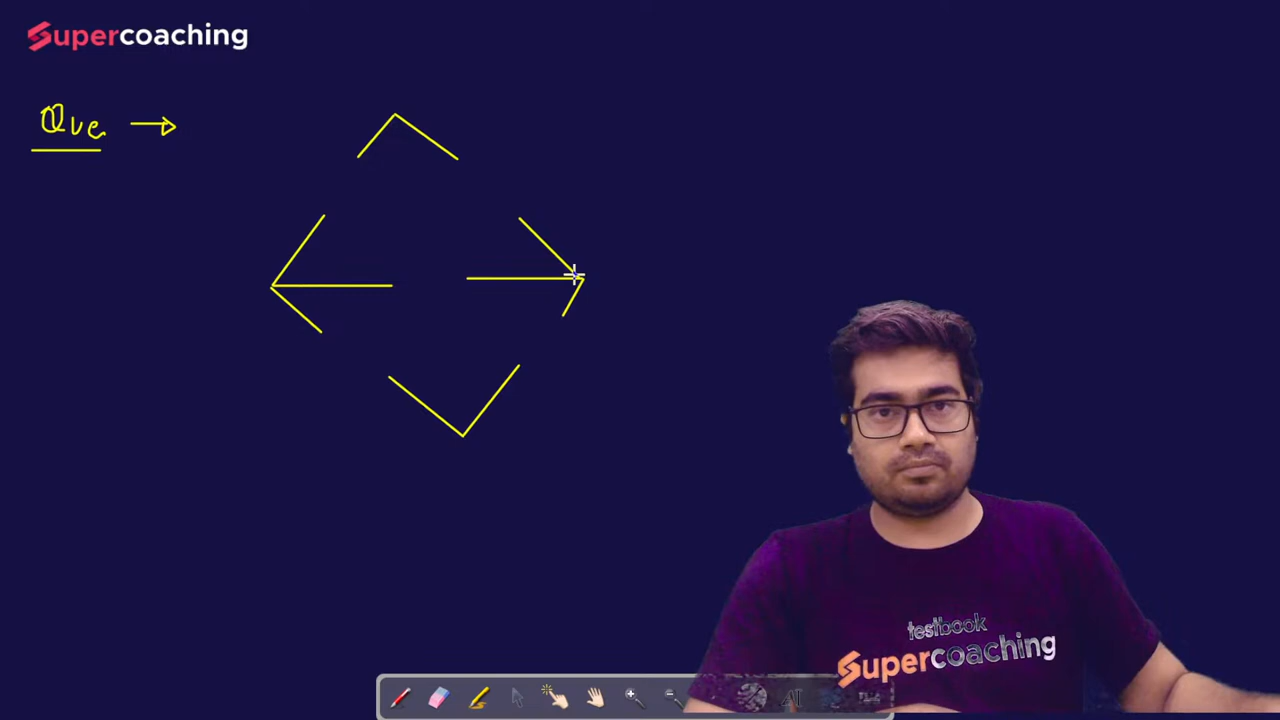 Supercoaching
Que →
testbook
Supercoaching